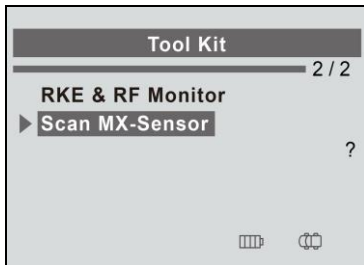 Tool Kit
2 / 2
RKE & RF Monitor
Scan MX-Sensor
?